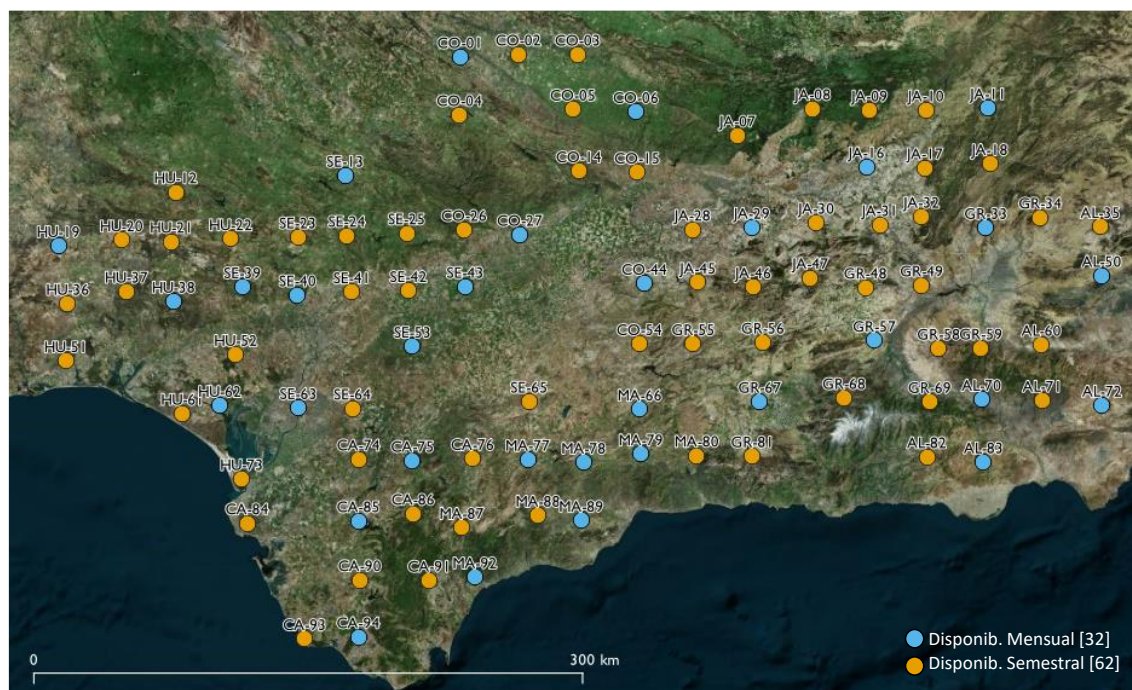 CO-01
CO-02
CO-03
CO-04
CO-05
CO-06
JA-07
JA-08
JA-09
JA-10
JA-11
HU-12
SE-13
CO-14
CO-15
JA-16
JA-17
JA-18
HU-19
HU-20
HU-21
HU-22
SE-23
SE-24
SE-25
CO-26
CO-27
JA-28
JA-29
JA-30
JA-31
JA-32
GR-33
GR-34
AL-35
HU-36
HU-37
HU-38
SE-39
SE-40
SE-41
SE-42
SE-43
CO-44
JA-45
JA-46
JA-47
GR-48
GR-49
AL-50
HU-51
HU-52
SE-53
CO-54
GR-55
GR-56
GR-57
GR-58
GR-59
AL-60
HU-61
HU-62
SE-63
SE-64
SE-65
MA-66
GR-67
GR-68
GR-69
AL-70
AL-71
AL-72
HU-73
CA-74
CA-75
CA-76
MA-77
MA-78
MA-79
MA-80
GR-81
AL-82
AL-83
CA-84
CA-85
CA-86
MA-87
MA-88
MA-89
CA-90
CA-91
MA-92
CA-93
CA-94
Disponib. Mensual [32]
Disponib. Semestral [62]
0
300 km